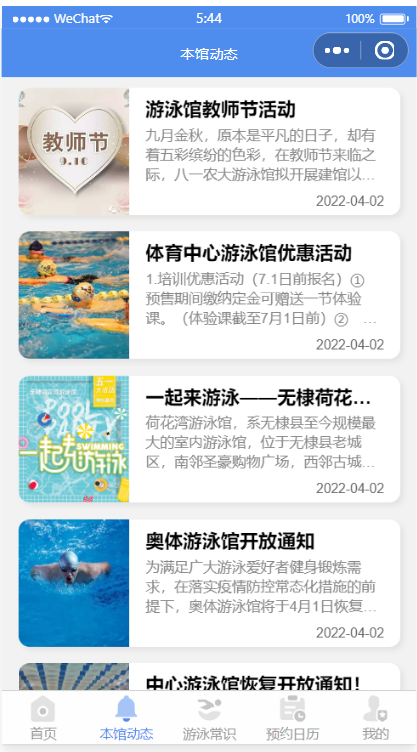 WeChat
5:44
100%
本馆动态
教师节
9.10
游泳馆教师节活动
九月金秋，原本是平凡的日子，却有
着五彩缤纷的色彩，在教师节来临之
际，八一农大游泳馆拟开展建馆以...
2022-04-02
体育中心游泳馆优惠活动
1.培训优惠活动（7.1日前报名）①
预售期间缴纳定金可赠送一节体验
课。（体验课截至7月1日前）② ...
2022-04-02
一起去游泳
SWIMMING
一起来游泳——无棣荷花...
荷花湾游泳馆，系无棣县至今规模最
大的室内游泳馆，位于无棣县老城
区，南邻圣豪购物广场，西邻古城...
2022-04-02
奥体游泳馆开放通知
为满足广大游泳爱好者健身锻炼需
求，在落实疫情防控常态化措施的前
提下，奥体游泳馆将于4月1日恢复...
2022-04-02
中心游泳馆恢复开放通知！
首页
本馆动态
游泳常识
预约日历
我的